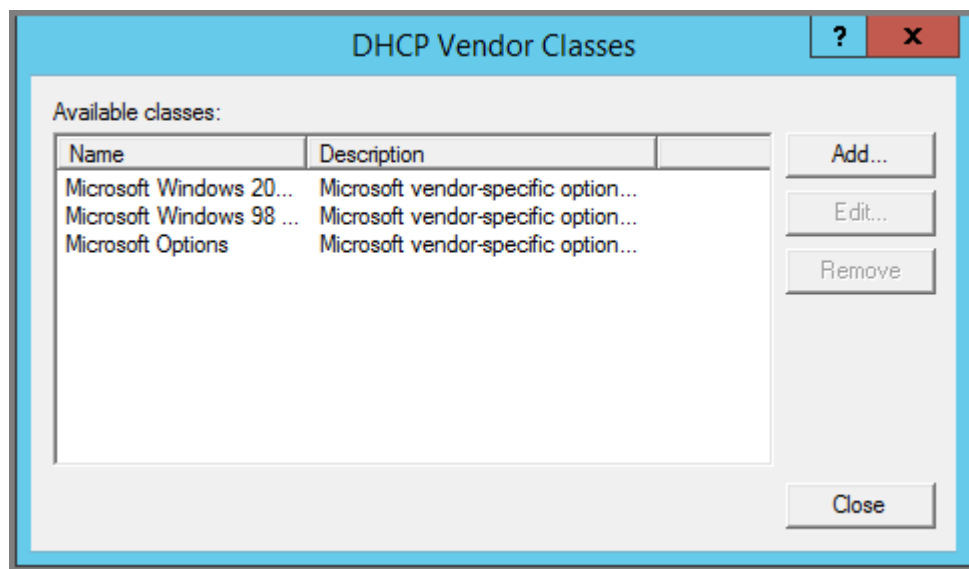 DHCP Vendor Classes
? x
Available classes:
Name Description
Add...
Microsoft Windows 20... Microsoft vendor-specific option...
Microsoft Windows 98 ... Microsoft vendor-specific option...
Edit...
Microsoft Options Microsoft vendor-specific option...
Remove
Close